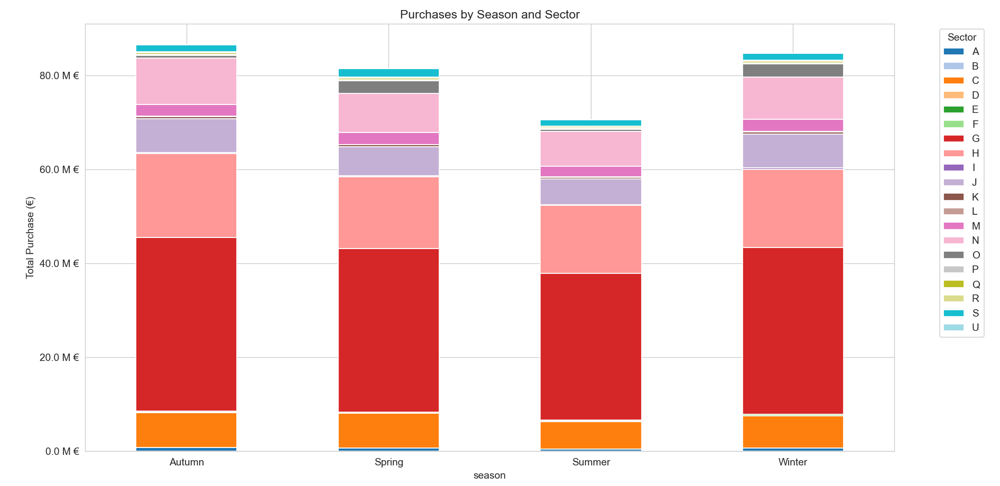 Purchases by Season and Sector
Total Purchase (€)
80.0 M €
60.0 M €
40.0 M €
20.0 M €
0.0 M €
Autumn
Spring
Summer
Winter
season
Sector
A
B
C
D
E
F
G
H
I
J
K
L
M
N
O
P
Q
R
S
U